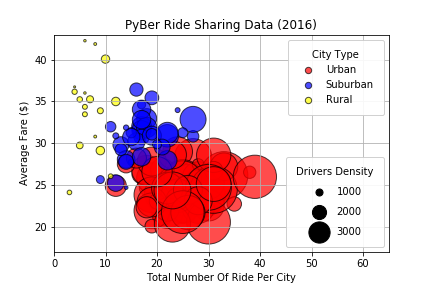 PyBer Ride Sharing Data (2016)
Average Fare ($)
40
35
30
25
20
10
20
30
40
50
60
Total Number Of Ride Per City
City Type
Urban
Suburban
Rural
Drivers Density
1000
2000
3000